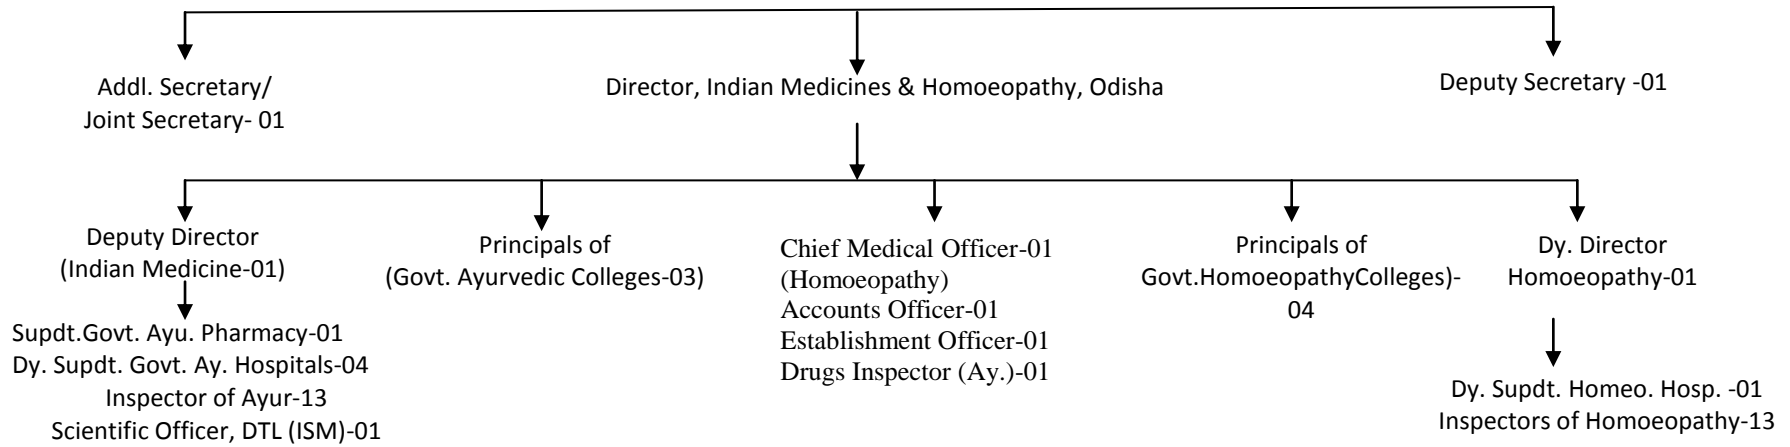 Addl. Secretary/
Joint Secretary- 01
Director, Indian Medicines & Homoeopathy, Odisha
Deputy Secretary -01
Deputy Director
(Indian Medicine-01)
Principals of
(Govt. Ayurvedic Colleges-03)
Chief Medical Officer-01
(Homoeopathy)
Accounts Officer-01
Establishment Officer-01
Drugs Inspector (Ay.)-01
Principals of
Govt.HomoeopathyColleges)-
04
Dy. Director
Homoeopathy-01
Supdt.Govt. Ayu. Pharmacy-01
Dy. Supdt. Govt. Ay. Hospitals-04
Inspector of Ayur-13
Scientific Officer, DTL (ISM)-01
Dy. Supdt. Homeo. Hosp. -01
Inspectors of Homoeopathy-13